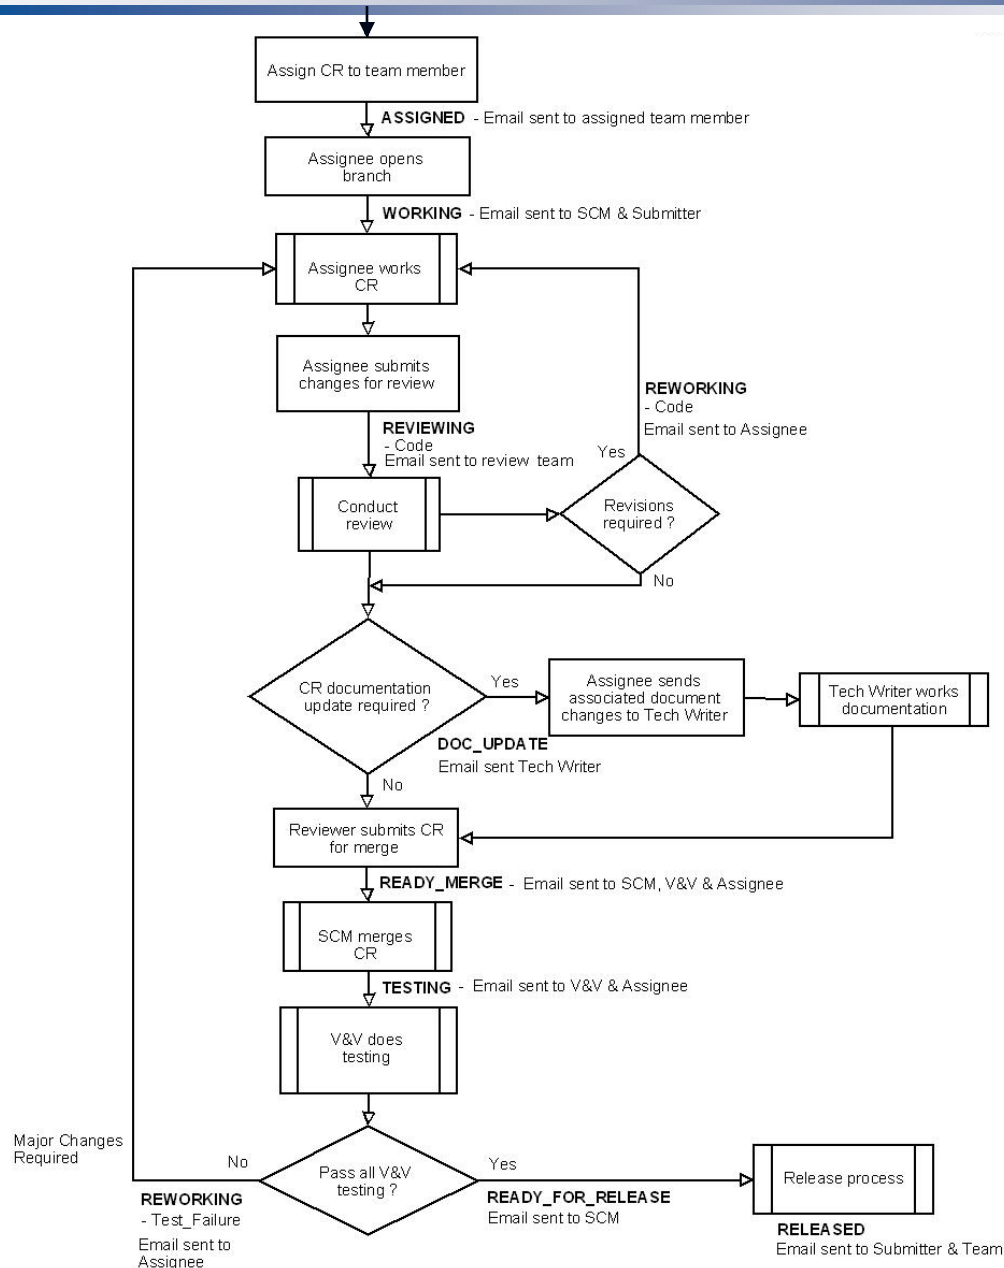 Assign CR to team member
ASSIGNED - Email sent to assigned team member
Assignee opens
branch
WORKING - Email sent to SCM & Submitter
Assignee works
CR
Assignee submits
changes for review
REWORKING
- Code
Email sent to Assignee
REVIEWING
- Code
Email sent to review team
Yes
Conduct
review
Revisions
required ?
No
CR documentation
update required ?
Yes
Assignee sends
associated document
changes to Tech Writer
Tech Writer works
documentation
DOC_UPDATE
Email sent Tech Writer
No
Reviewer submits CR
for merge
READY_MERGE - Email sent to SCM, V&V & Assignee
SCM merges
CR
TESTING - Email sent to V&V & Assignee
V&V does
testing
Major Changes
Required
No
Pass all V&V
testing ?
Yes
Release process
REWORKING
- Test_Failure
Email sent to
Assignee
READY_FOR_RELEASE
Email sent to SCM
RELEASED
Email sent to Submitter & Team